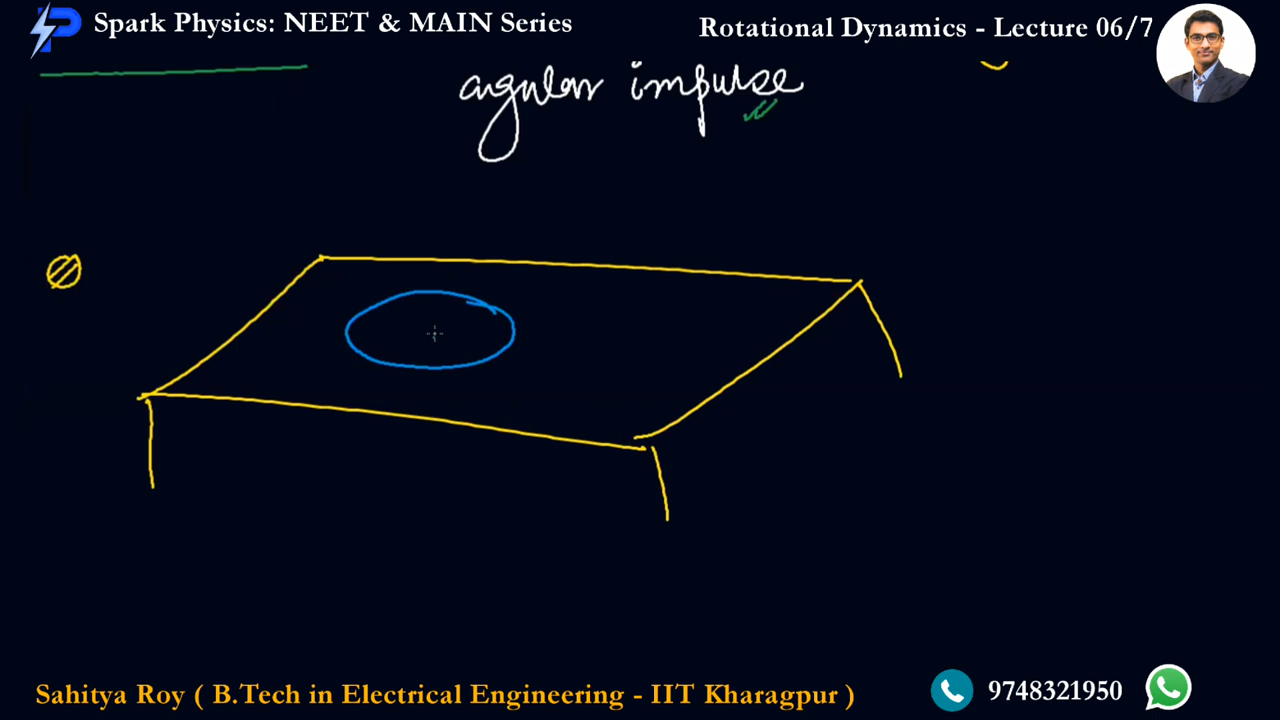 Spark Physics: NEET & MAIN Series
Rotational Dynamics - Lecture 06/7
angular impulse
Sahitya Roy ( B.Tech in Electrical Engineering - IIT Kharagpur )
9748321950